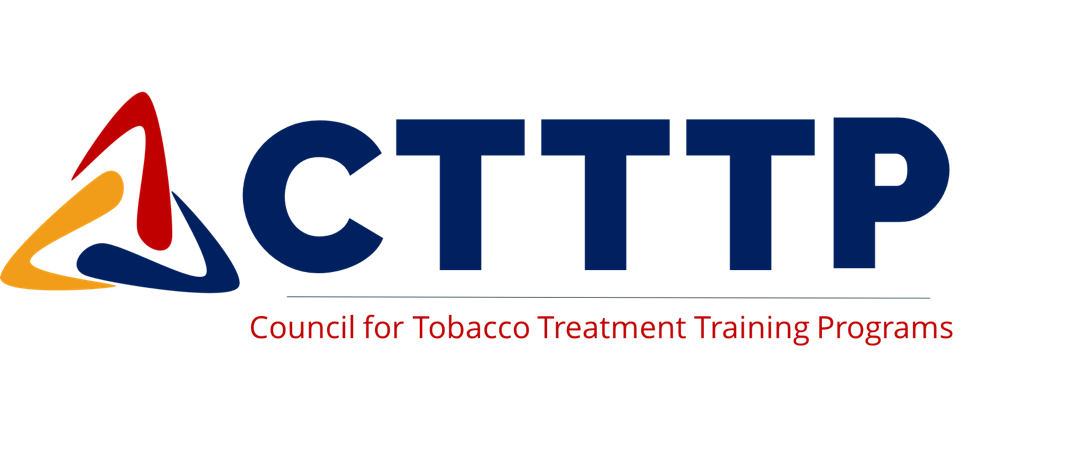 CTTTP
Council for Tobacco Treatment Training Programs